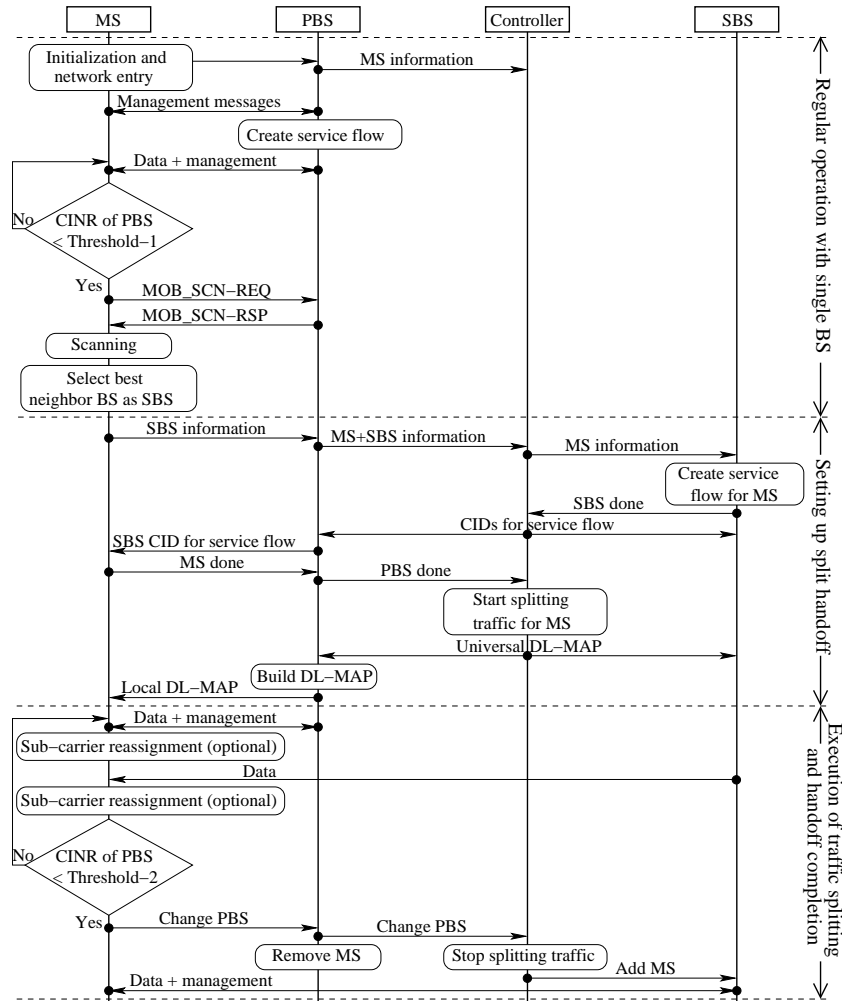 MS
PBS
Controller
SBS
Initialization and
network entry
MS information
Management messages
Create service flow
Data + management
No
CINR of PBS
< Threshold−1
Yes
MOB_SCN−REQ
MOB_SCN−RSP
Scanning
Select best
neighbor BS as SBS
Regular operation with single BS
SBS information
MS+SBS information
MS information
Create service
flow for MS
SBS done
CIDs for service flow
SBS CID for service flow
MS done
PBS done
Start splitting
traffic for MS
Universal DL−MAP
Build DL−MAP
Local DL−MAP
Setting up split handoff
Data + management
Sub−carrier reassignment (optional)
Data
Sub−carrier reassignment (optional)
No
CINR of PBS
< Threshold−2
Yes
Change PBS
Change PBS
Remove MS
Stop splitting traffic
Add MS
Data + management
Execution of traffic splitting
and handoff completion